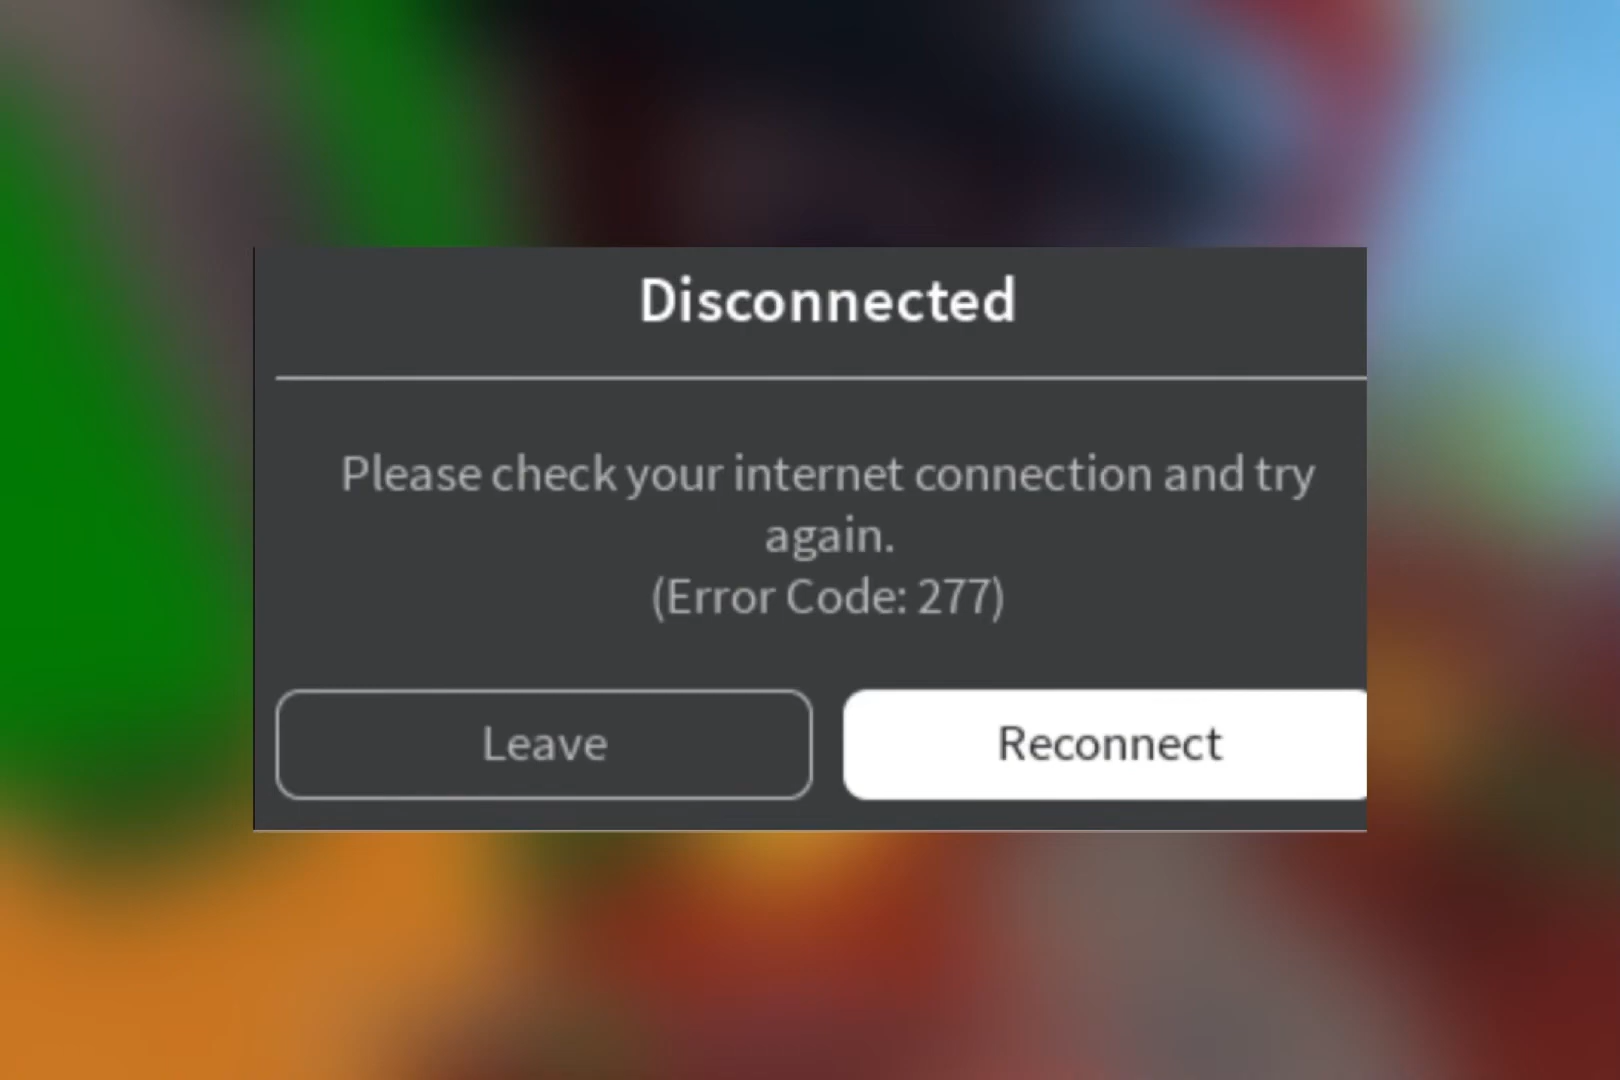 Disconnected
Please check your internet connection and try
again.
(Error Code: 277)
Leave
Reconnect